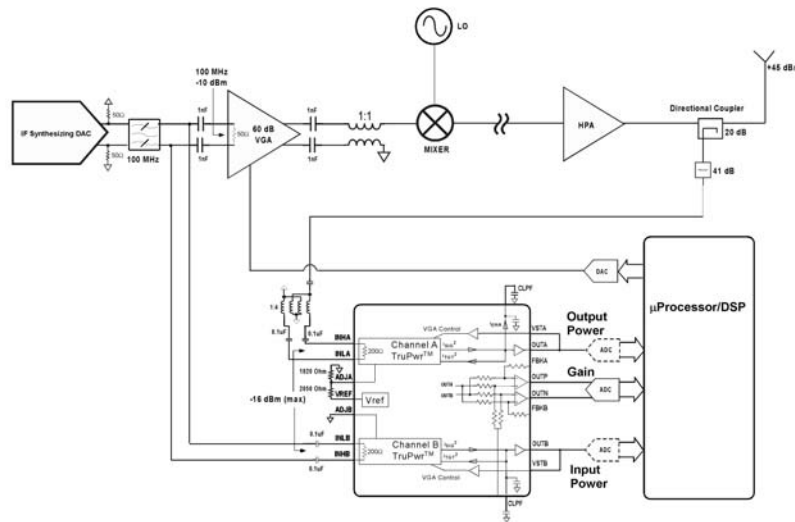 LO
+45 dBm
100 MHz
-10 dBm
Directional Coupler
1:1
50Ω
1nF
1nF
IF Synthesizing DAC
60 dB
VGA
50Ω
MIXER
HPA
20 dB
50Ω
1nF
1nF
100 MHz
41 dB
DAC
µProcessor/DSP
CLPF
1:4
VGA Control
VSTA
Output
Power
0.1uF
0.1uF
INHA
Channel A
TruPwr™
200Ω
OUTA
ADC
INLA
FBKA
ADJA
OUTP
Gain
VREF
Vref
OUTN
ADC
-16 dBm (max)
ADJB
FBKB
INLB
0.1uF
Channel B
TruPwr™
200Ω
OUTB
ADC
INHB
VSTB
Input
Power
0.1uF
VGA Control
CLPF